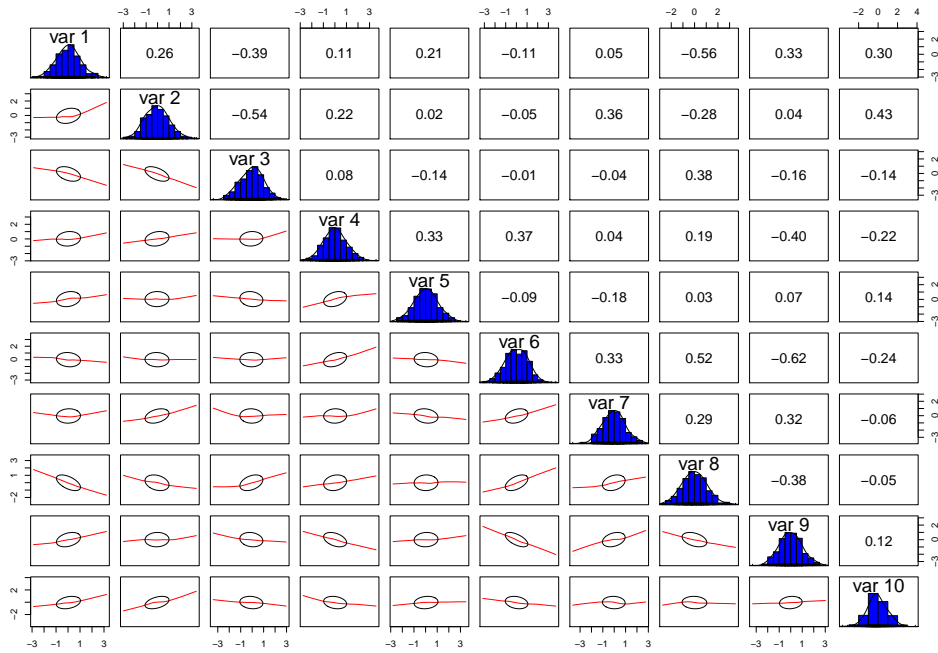 −3 −1 1 3 −3 −1 1 3 −3 −1 1 3 −3 −1 1 3 −2 0 2 4
var 1 0.26 −0.39 0.11 0.21 −0.11 0.05 −0.56 0.33 0.30 −3 −1 1 3
−3 0 2 var 2 −0.54 0.22 0.02 −0.05 0.36 −0.28 0.04 0.43
var 3 0.08 −0.14 −0.01 −0.04 0.38 −0.16 −0.14 −3 −1 1 3
−3 0 2 var 4 0.33 0.37 0.04 0.19 −0.40 −0.22
var 5 −0.09 −0.18 0.03 0.07 0.14 −3 0 2
−3 0 2 var 6 0.33 0.52 −0.62 −0.24
var 7 0.29 0.32 −0.06 −3 0 2
−2 1 3 var 8 −0.38 −0.05
var 9 0.12 −3 0 2
−2 2 var 10
−3 −1 1 3 −3 −1 1 3 −3 −1 1 3 −3 −1 1 3 −3 −1 1 3